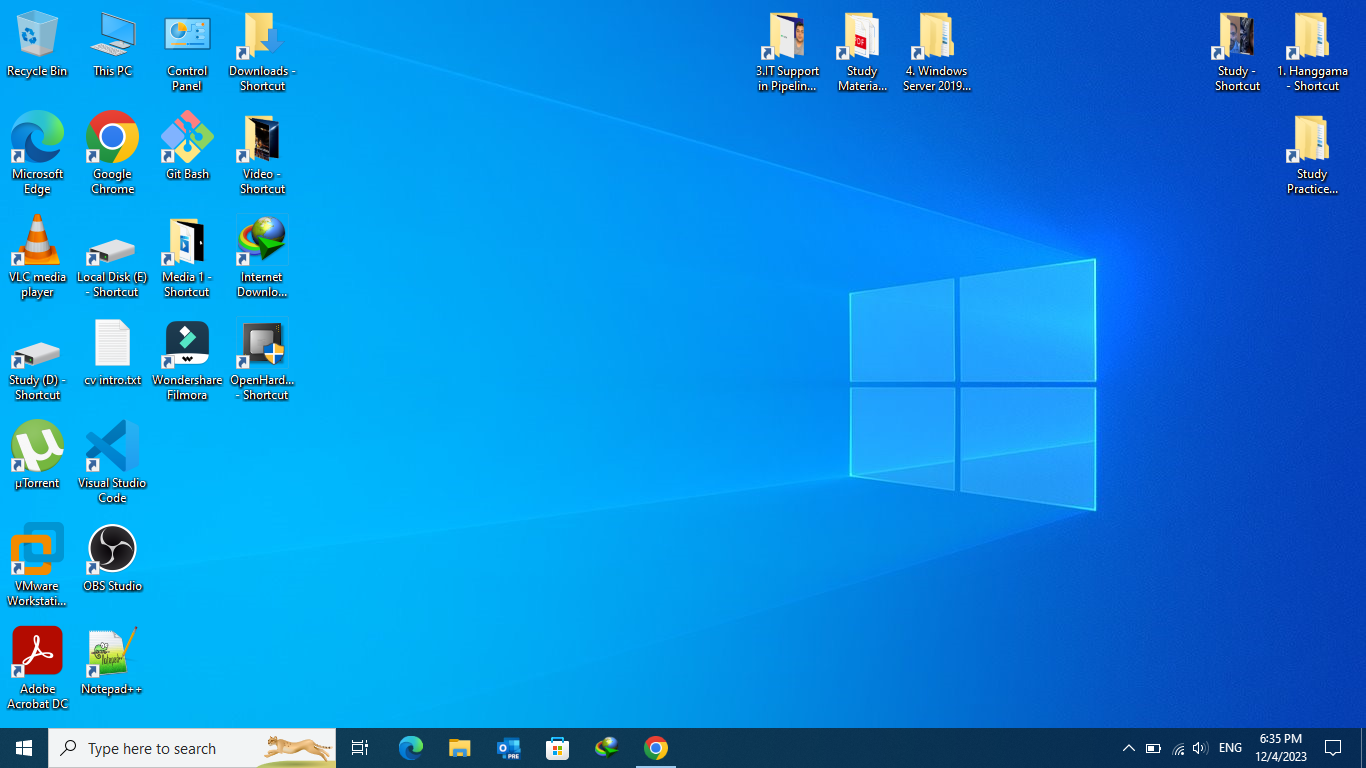 Recycle Bin
This PC
Control
Panel
Downloads -
Shortcut
3.IT Support
in Pipelin...
Study
Materia...
4. Windows
Server 2019...
Study -
Shortcut
1. Hanggama
- Shortcut
Microsoft
Edge
Google
Chrome
Git Bash
Video -
Shortcut
Study
Practice...
VLC media
player
Local Disk (E)
- Shortcut
Media 1 -
Shortcut
Internet
Downlo...
Study (D) -
Shortcut
cv intro.txt
Wondershare
Filmora
OpenHard...
- Shortcut
µTorrent
Visual Studio
Code
VMware
Workstati...
OBS Studio
Adobe
Acrobat DC
Notepad++
PDF
Type here to search
PRE
ENG
6:35 PM
12/4/2023